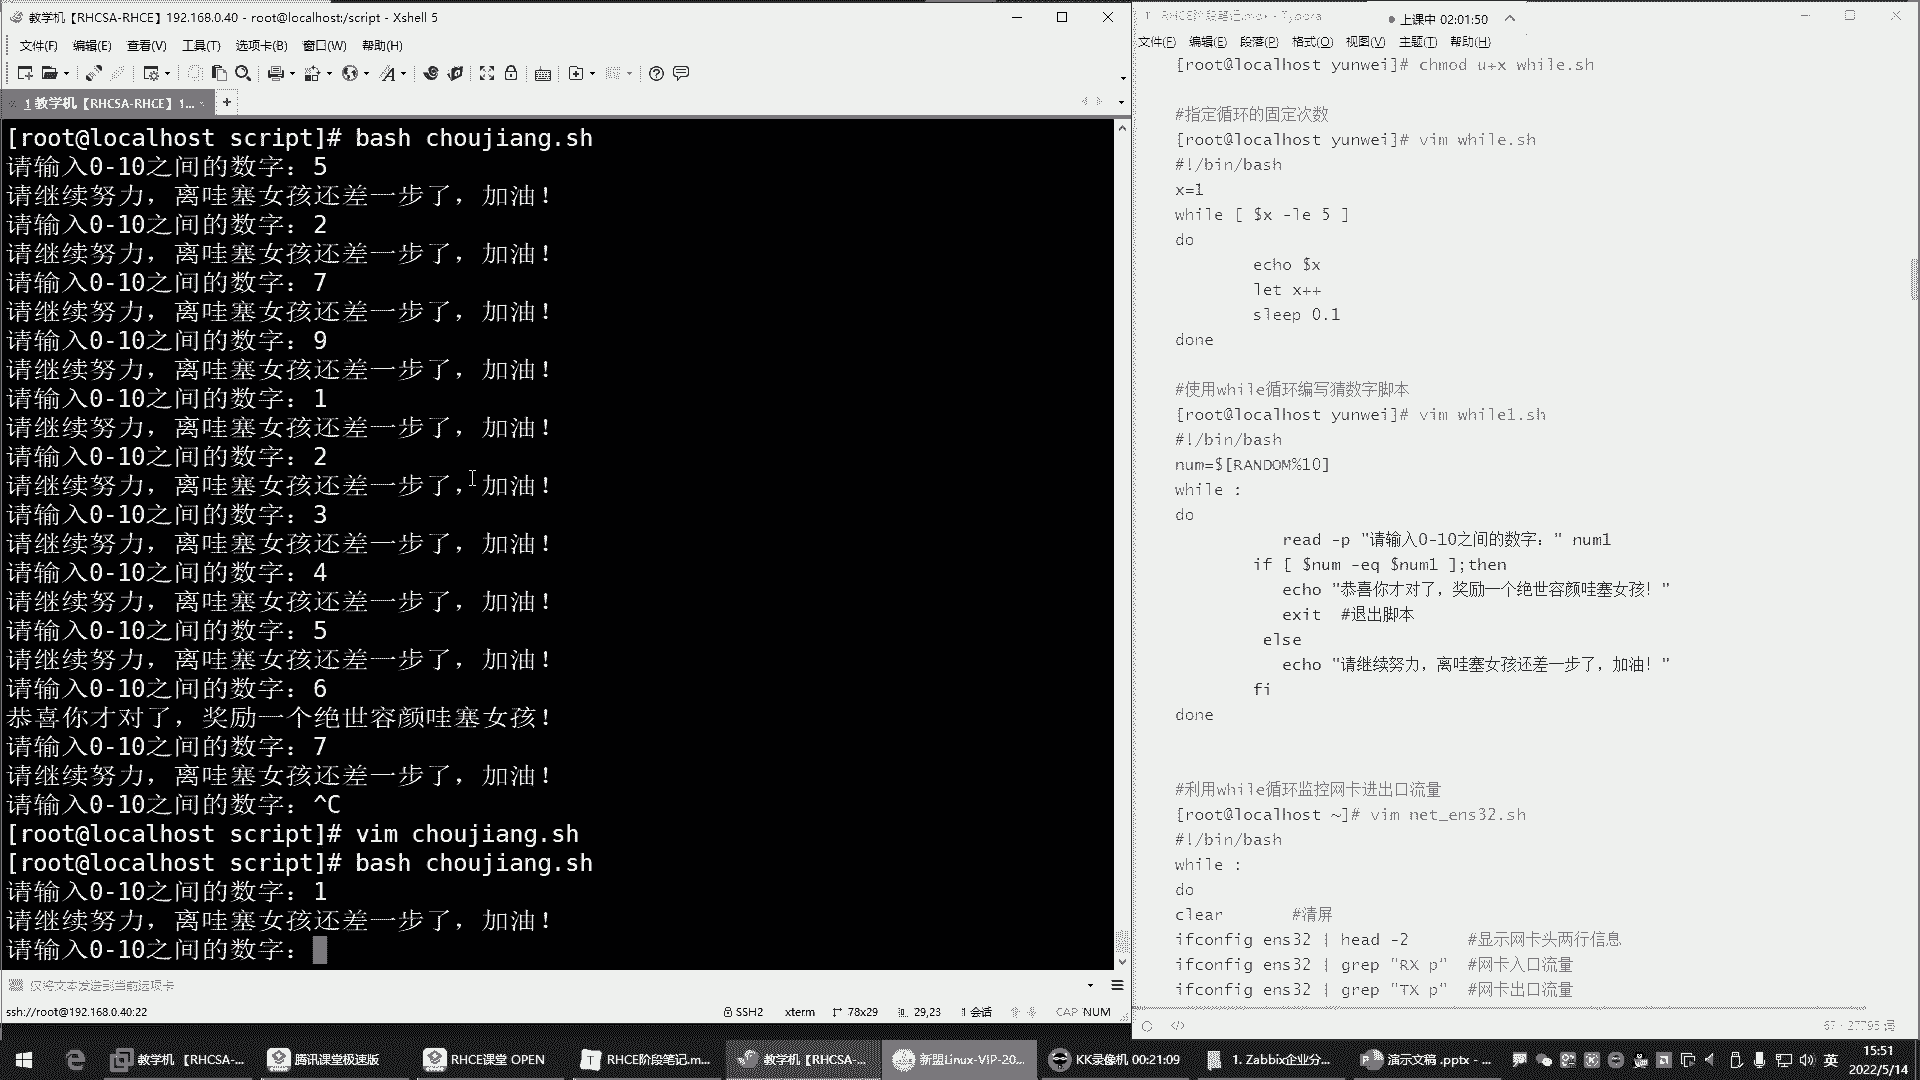 教学机【RHCSA-RHCE】192.168.0.40 - root@localhost:/script - Xshell 5
文件(F) 编辑(E) 查看(V) 工具(T) 选项卡(B) 窗口(W) 帮助(H)
1 教学机【RHCSA-RHCE】1...
[root@localhost script]# bash choujiang.sh
请输入0-10之间的数字：5
请继续努力，离哇塞女孩还差一步了，加油！
请输入0-10之间的数字：2
请继续努力，离哇塞女孩还差一步了，加油！
请输入0-10之间的数字：7
请继续努力，离哇塞女孩还差一步了，加油！
请输入0-10之间的数字：9
请继续努力，离哇塞女孩还差一步了，加油！
请输入0-10之间的数字：1
请继续努力，离哇塞女孩还差一步了，加油！
请输入0-10之间的数字：2
请继续努力，离哇塞女孩还差一步了，加油！
请输入0-10之间的数字：3
请继续努力，离哇塞女孩还差一步了，加油！
请输入0-10之间的数字：4
请继续努力，离哇塞女孩还差一步了，加油！
请输入0-10之间的数字：5
请继续努力，离哇塞女孩还差一步了，加油！
请输入0-10之间的数字：6
恭喜你才对了，奖励一个绝世容颜哇塞女孩！
请输入0-10之间的数字：7
请继续努力，离哇塞女孩还差一步了，加油！
请输入0-10之间的数字：^C
[root@localhost script]# vim choujiang.sh
[root@localhost script]# bash choujiang.sh
请输入0-10之间的数字：1
请继续努力，离哇塞女孩还差一步了，加油！
请输入0-10之间的数字：
仅将文本发送到当前选项卡
ssh://root@192.168.0.40:22 SSH2 xterm 78x29 29,23 1 会话 CAP NUM
RHCE阶段笔记.md - Typora
上课中 02:01:50
文件(F) 编辑(E) 段落(P) 格式(O) 视图(V) 主题(T) 帮助(H)
[root@localhost yunwei]# chmod u+x while.sh
#指定循环的固定次数
[root@localhost yunwei]# vim while.sh
#!/bin/bash
x=1
while [ $x -le 5 ]
do
echo $x
let x++
sleep 0.1
done
#使用while循环编写猜数字脚本
[root@localhost yunwei]# vim while1.sh
#!/bin/bash
num=$[RANDOM%10]
while :
do
read -p "请输入0-10之间的数字：" num1
if [ $num -eq $num1 ];then
echo "恭喜你才对了，奖励一个绝世容颜哇塞女孩！"
exit #退出脚本
else
echo "请继续努力，离哇塞女孩还差一步了，加油！"
fi
done
#利用while循环监控网卡进出口流量
[root@localhost ~]# vim net_ens32.sh
#!/bin/bash
while :
do
clear #清屏
ifconfig ens32 | head -2 #显示网卡头两行信息
ifconfig ens32 | grep "RX p" #网卡入口流量
ifconfig ens32 | grep "TX p" #网卡出口流量
教学机 【RHCSA-... 腾讯课堂极速版 RHCE课堂 OPEN RHCE阶段笔记.m... 教学机【RHCSA-... 新盟Linux-VIP-20... KK录像机 00:21:09 1. Zabbix企业分... 演示文稿 .pptx - ... 英 15:51
2022/5/14